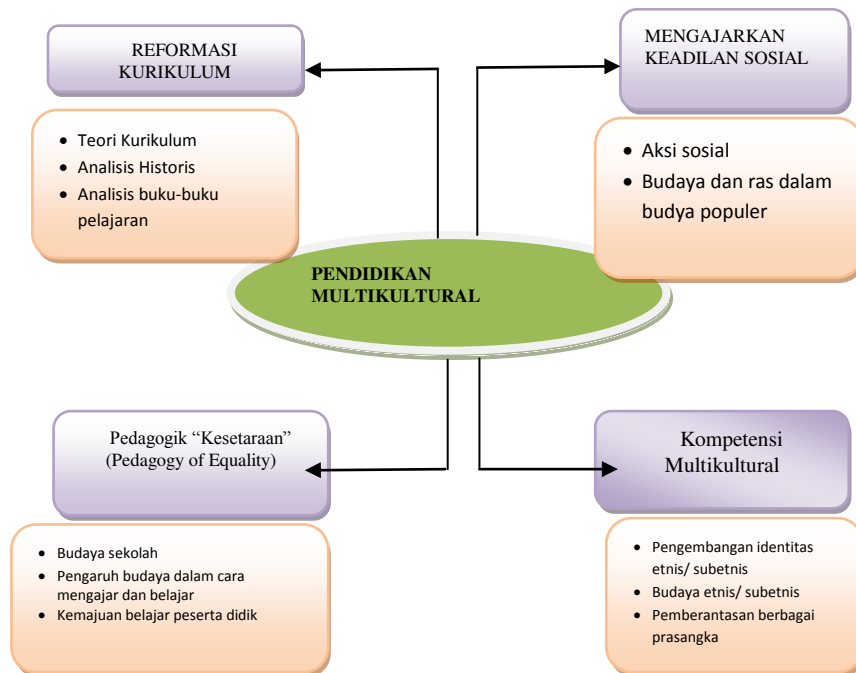 REFORMASI
KURIKULUM
• Teori Kurikulum
• Analisis Historis
• Analisis buku-buku
pelajaran
MENGAJARKAN
KEADILAN SOSIAL
• Aksi sosial
• Budaya dan ras dalam
budya populer
PENDIDIKAN
MULTIKULTURAL
Pedagogik “Kesetaraan”
(Pedagogy of Equality)
• Budaya sekolah
• Pengaruh budaya dalam cara
mengajar dan belajar
• Kemajuan belajar peserta didik
Kompetensi
Multikultural
• Pengembangan identitas
etnis/ subetnis
• Budaya etnis/ subetnis
• Pemberantasan berbagai
prasangka